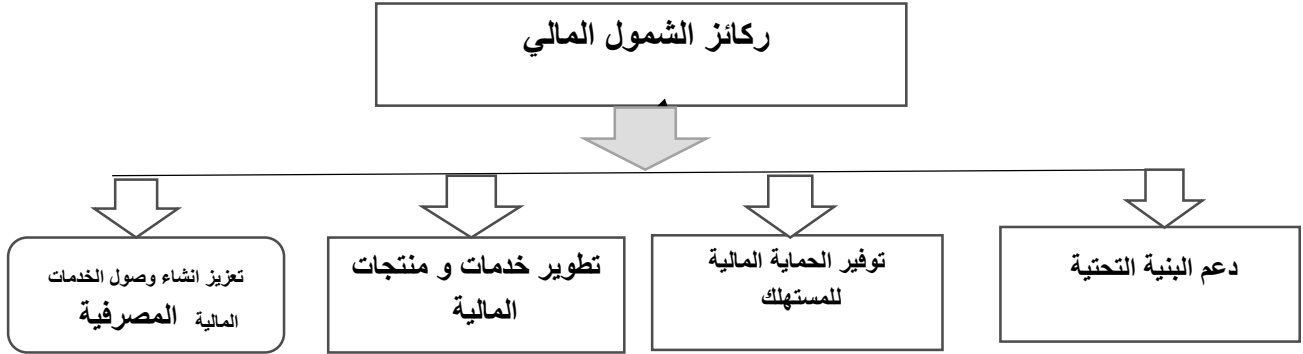 ركائز الشمول المالي
دعم البنية التحتية
توفير الحماية المالية
للمستهلك
تطوير خدمات و منتجات
المالية
تعزيز انشاء وصول الخدمات
المالية المصرفية